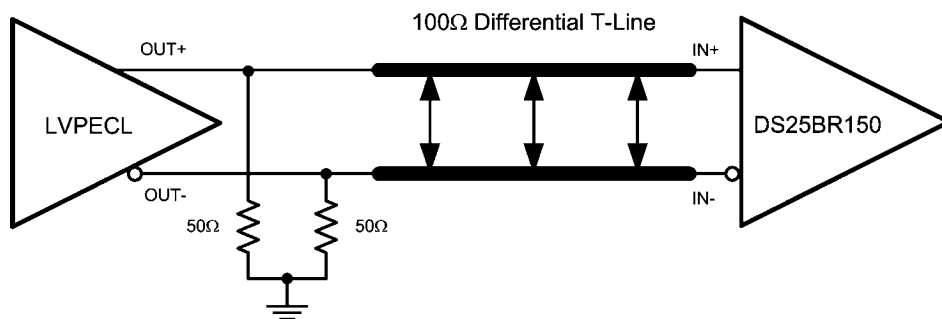 100Ω Differential T-Line
OUT+
IN+
LVPECL
DS25BR150
OUT-
IN-
50Ω
50Ω